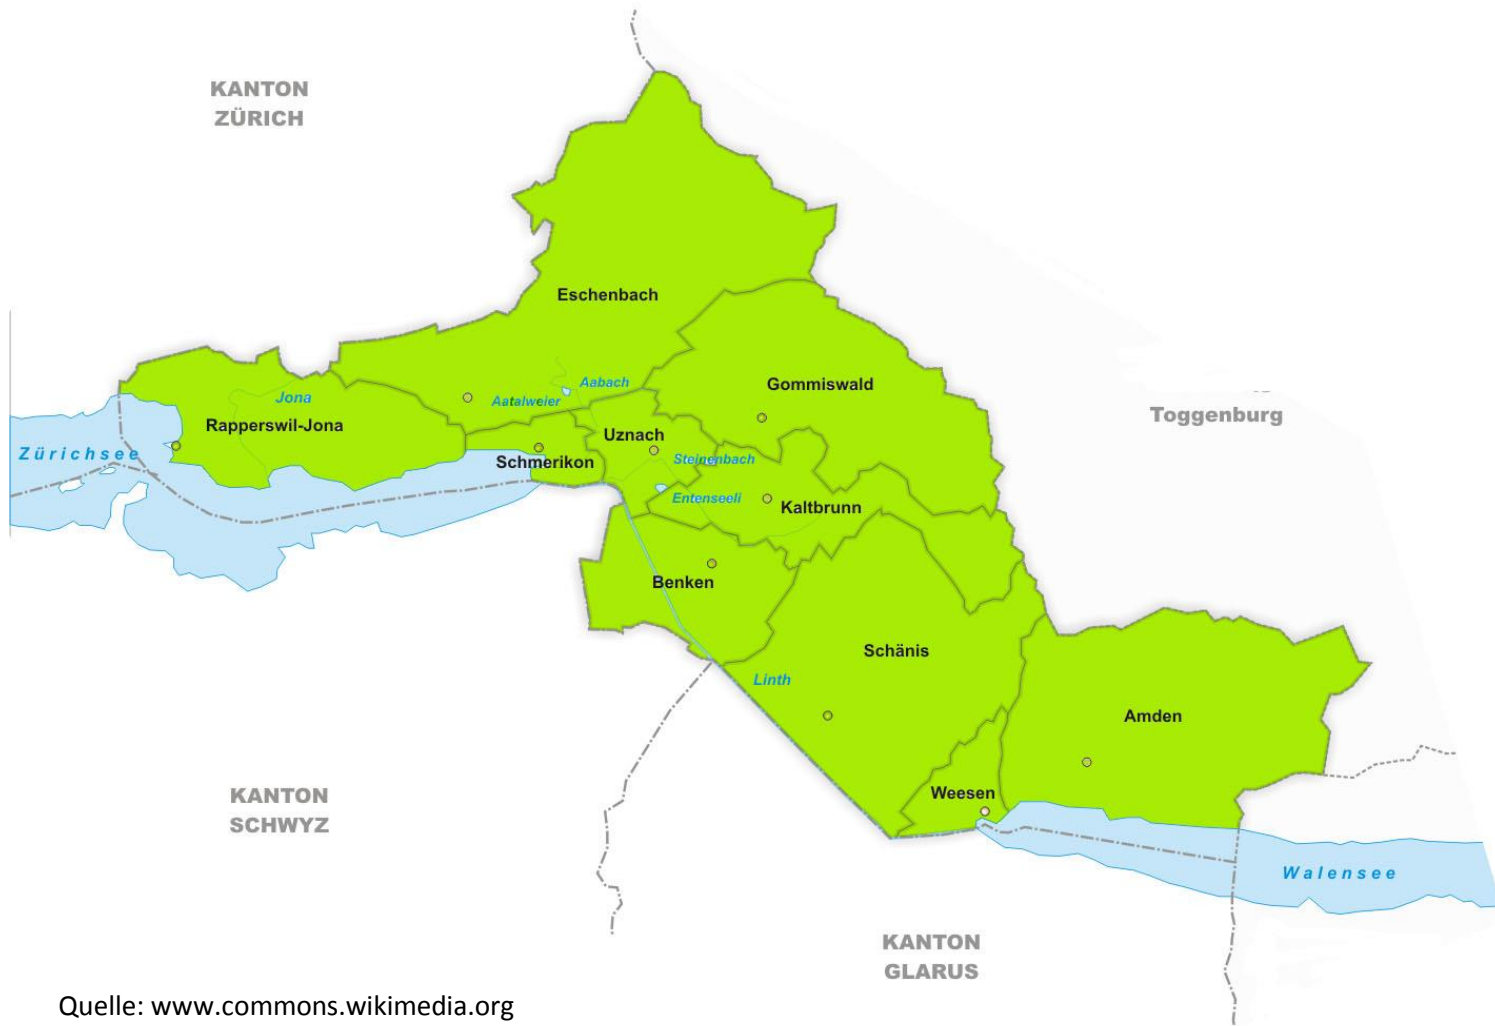 KANTON
ZÜRICH
Eschenbach
Gommiswald
Aabach
Aatalweier
Jona
Rapperswil-Jona
Toggenburg
Uznach
Zürichsee
Schmerikon
Steinenbach
Entenseeli
Kaltbrunn
Benken
Schänis
Linth
Amden
Weesen
KANTON
SCHWYZ
Walensee
KANTON
GLARUS
Quelle: www.commons.wikimedia.org